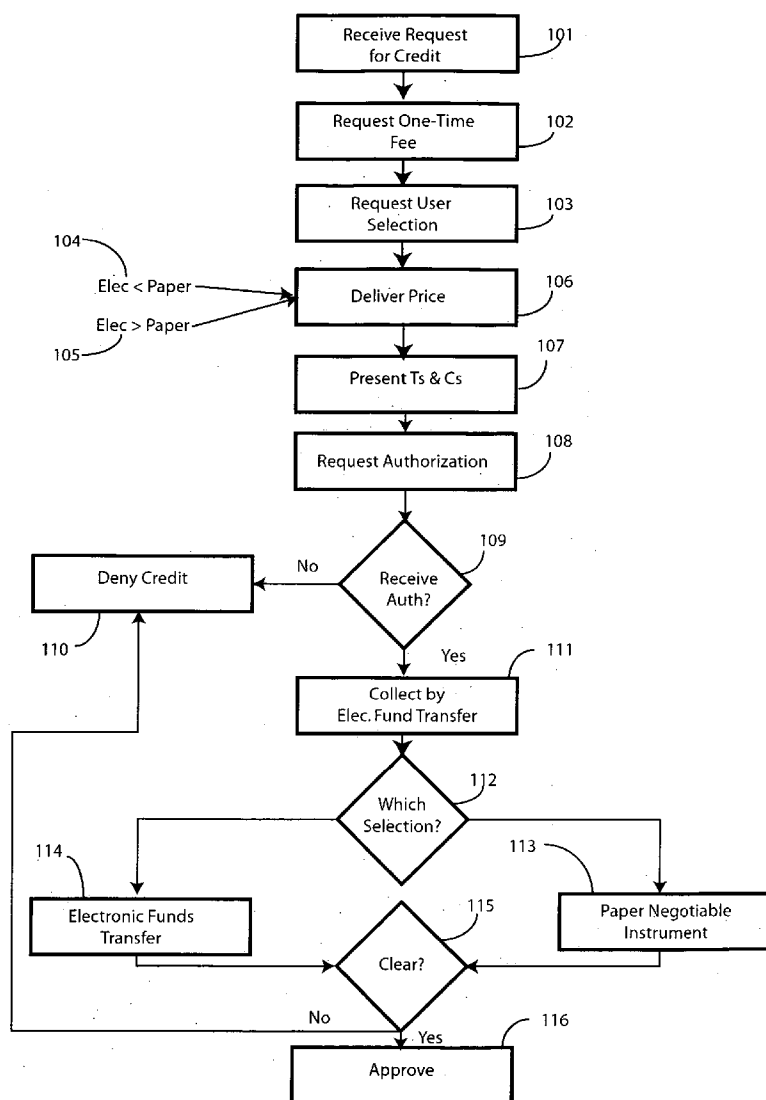 Receive Request
for Credit
101
Request One-Time
Fee
102
Request User
Selection
103
104
Elec < Paper
Elec > Paper
105
Deliver Price
106
Present Ts & Cs
107
Request Authorization
108
109
Receive
Auth?
No
Deny Credit
110
Yes
111
Collect by
Elec. Fund Transfer
112
Which
Selection?
114
Electronic Funds
Transfer
113
Paper Negotiable
Instrument
115
Clear?
No
Yes
116
Approve